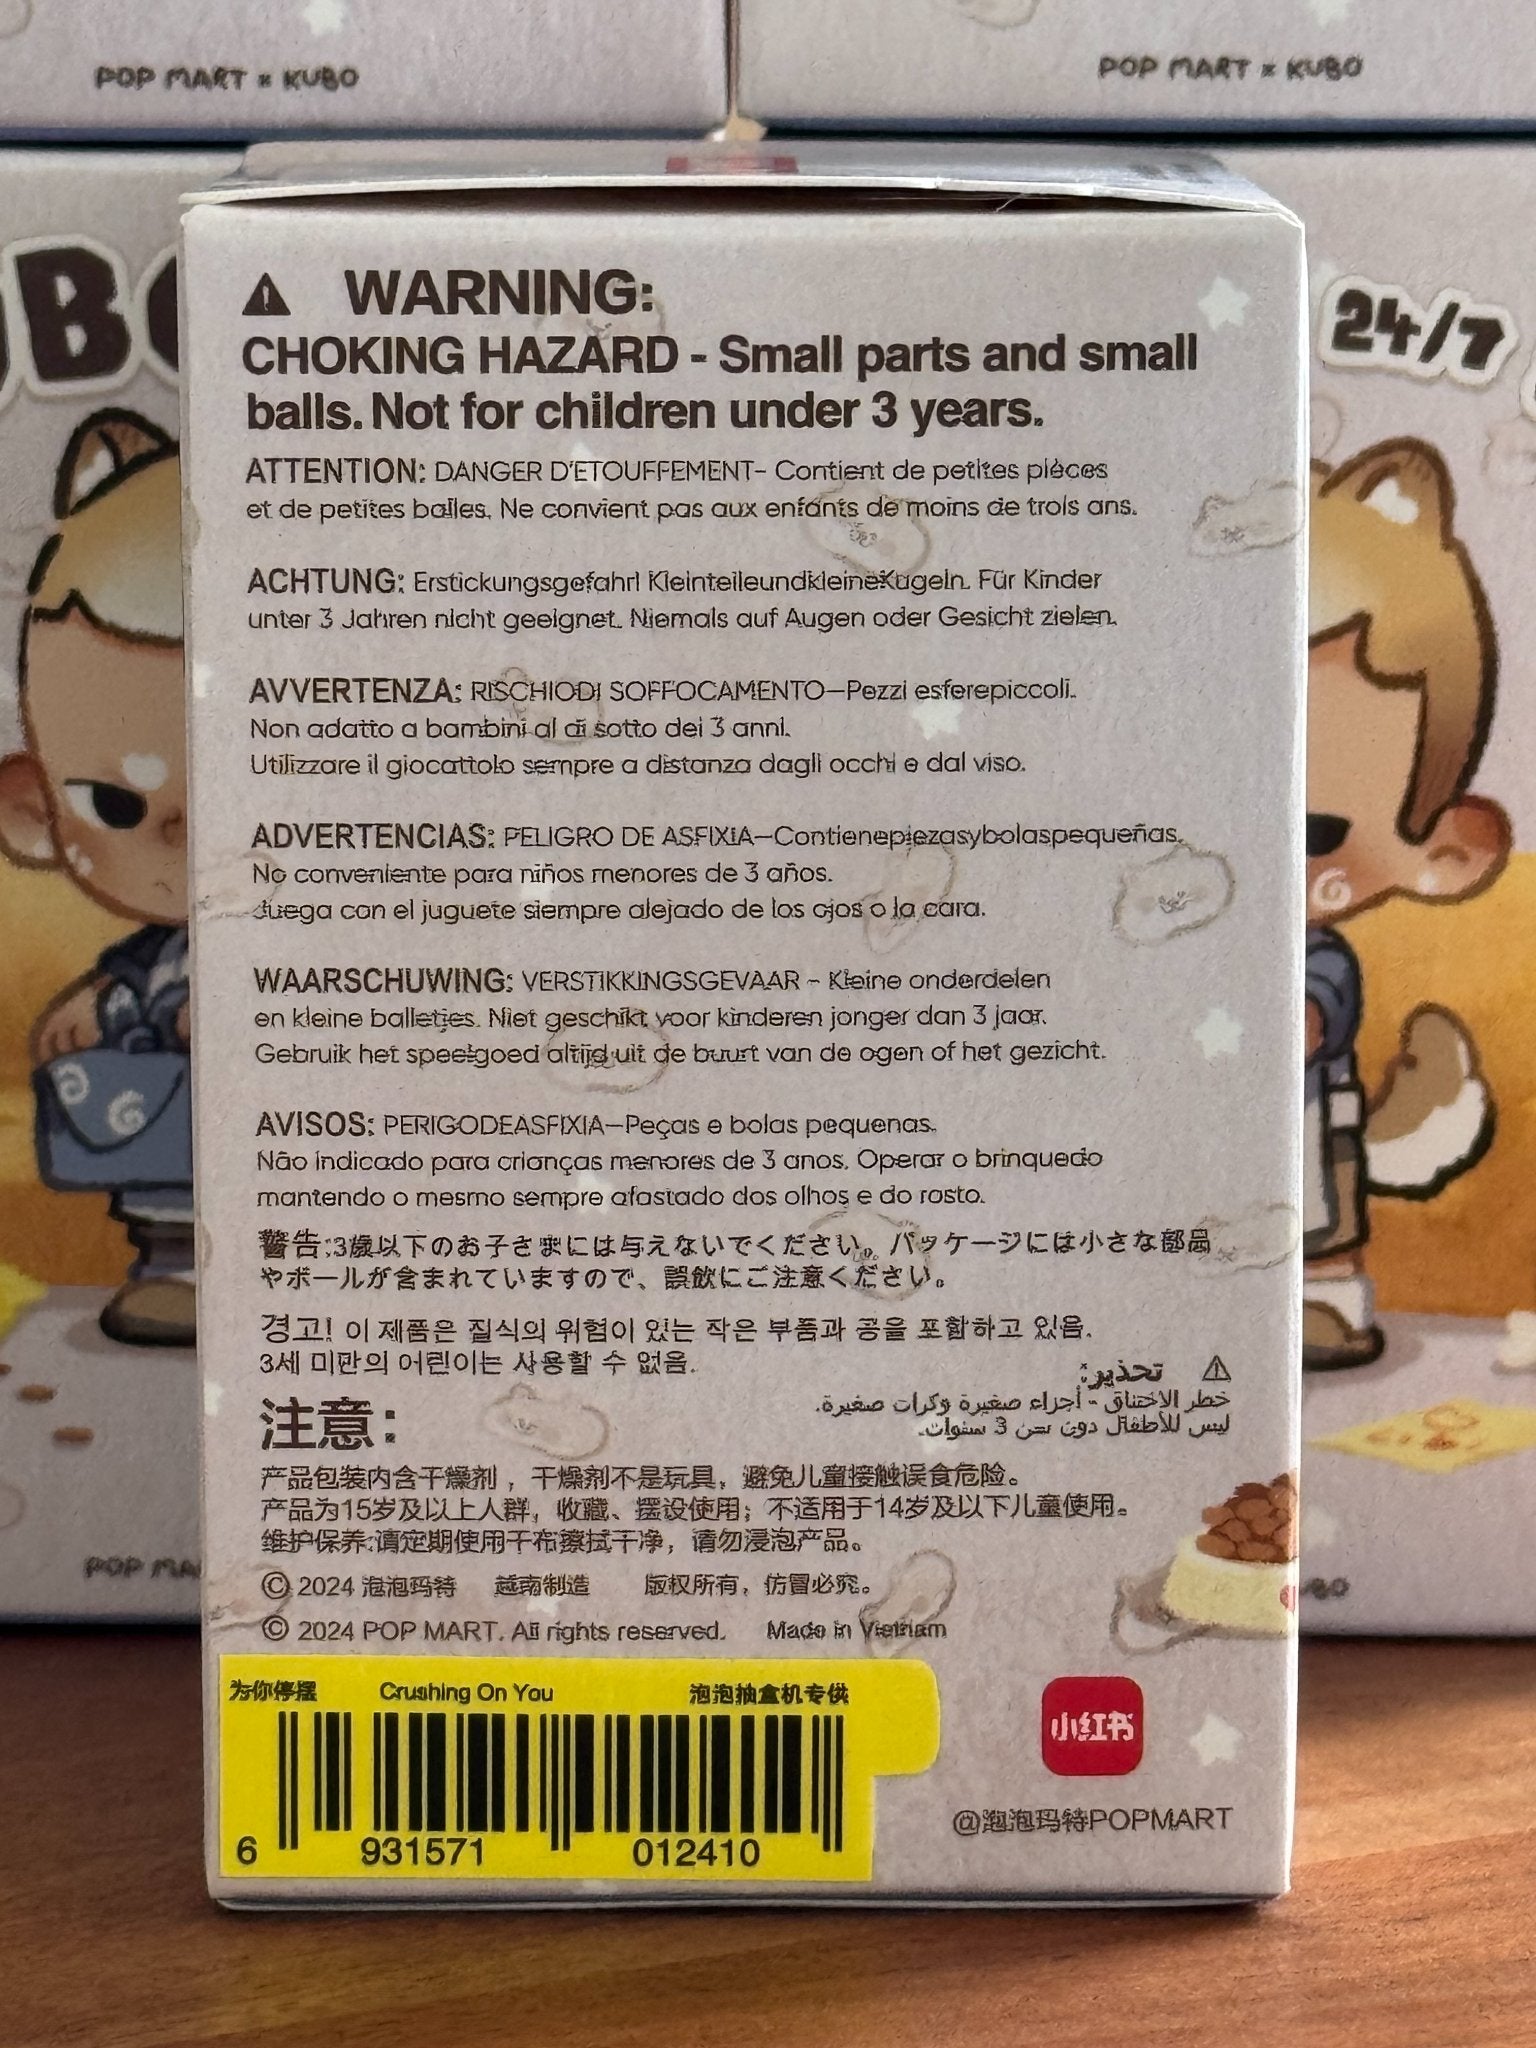 POP MART × KUBO
POP MART × KUBO
24/7
WARNING:
CHOKING HAZARD - Small parts and small
balls. Not for children under 3 years.
ATTENTION: DANGER D'ETOUFFEMENT- Contient de petites pièces
et de petites balles. Ne convient pas aux enfants de moins de trois ans.
ACHTUNG: Erstickungsgefahr! KleinteileundkleineKugeln. Für Kinder
unter 3 Jahren nicht geeignet. Niemals auf Augen oder Gesicht zielen.
AVVERTENZA: RISCHIODI SOFFOCAMENTO—Pezzi esferepiccoli.
Non adatto a bambini al di sotto dei 3 anni.
Utilizzare il giocattolo sempre a distanza dagli occhi e dal viso.
ADVERTENCIAS: PELIGRO DE ASFIXIA—Contienepiezasybolaspequeñas.
No conveniente para niños menores de 3 años.
Juega con el juguete siempre alejado de los ojos o la cara.
WAARSCHUWING: VERSTIKKINGSGEVAAR - Kleine onderdelen
en kleine balletjes. Niet geschikt voor kinderen jonger dan 3 jaar.
Gebruik het speelgoed altijd uit de buurt van de ogen of het gezicht.
AVISOS: PERIGODEASFIXIA—Peças e bolas pequenas.
Não indicado para crianças menores de 3 anos. Operar o brinquedo
mantendo o mesmo sempre afastado dos olhos e do rosto.
警告:3歳以下のお子さまには与えないでください。パッケージには小さな部品
やボールが含まれていますので、誤飲にご注意ください。
경고! 이 제품은 질식의 위험이 있는 작은 부품과 공을 포함하고 있음.
3세 미만의 어린이는 사용할 수 없음.
تحذير:
خطر الاختناق - أجزاء صغيرة وكرات صغيرة.
ليس للأطفال دون سن 3 سنوات.
注意：
产品包装内含干燥剂，干燥剂不是玩具，避免儿童接触误食危险。
产品为15岁及以上人群，收藏、摆设使用；不适用于14岁及以下儿童使用。
维护保养:请定期使用干布擦拭干净，请勿浸泡产品。
© 2024 泡泡玛特 越南制造 版权所有，仿冒必究。
© 2024 POP MART. All rights reserved. Made in Vietnam
为你停摆 Crushing On You 泡泡抽盒机专供
6 931571 012410
小红书
@泡泡玛特POPMART